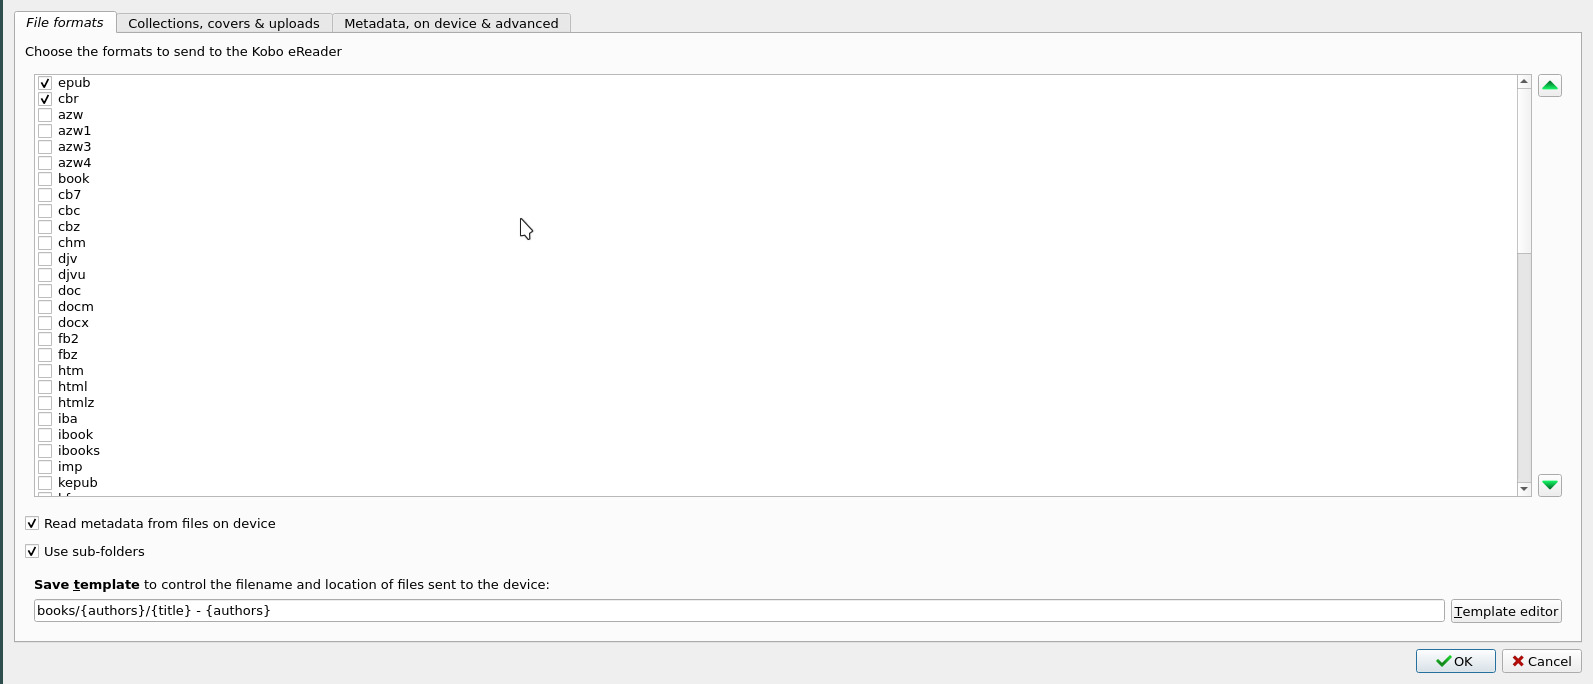 File formats Collections, covers & uploads Metadata, on device & advanced
Choose the formats to send to the Kobo eReader
epub
cbr
azw
azw1
azw3
azw4
book
cb7
cbc
cbz
chm
djv
djvu
doc
docm
docx
fb2
fbz
htm
html
htmlz
iba
ibook
ibooks
imp
kepub
Read metadata from files on device
Use sub-folders
Save template to control the filename and location of files sent to the device:
books/{authors}/{title} - {authors} Template editor
OK Cancel